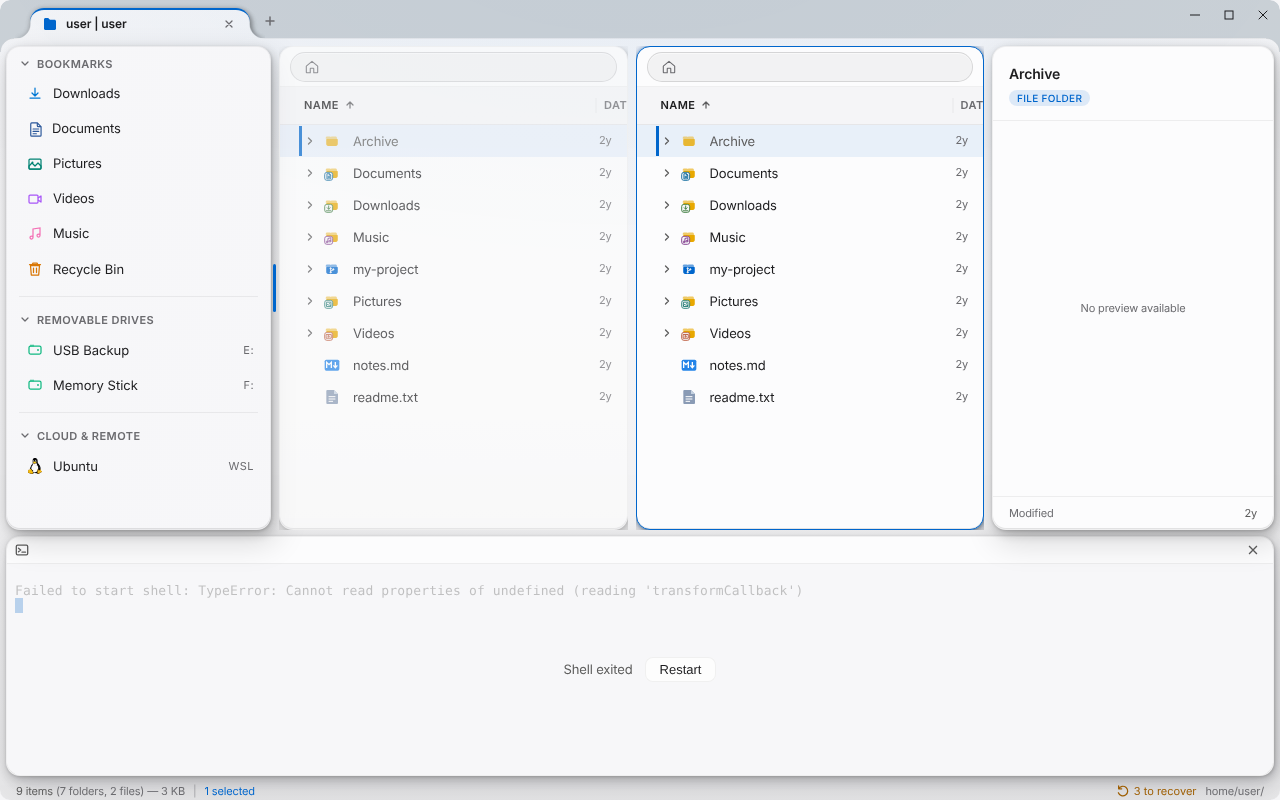 user | user
BOOKMARKS
Downloads
Documents
Pictures
Videos
Music
Recycle Bin
REMOVABLE DRIVES
USB Backup E:
Memory Stick F:
CLOUD & REMOTE
Ubuntu WSL
NAME DAT
Archive 2y
Documents 2y
Downloads 2y
Music 2y
my-project 2y
Pictures 2y
Videos 2y
notes.md 2y
readme.txt 2y
NAME DAT
Archive 2y
Documents 2y
Downloads 2y
Music 2y
my-project 2y
Pictures 2y
Videos 2y
notes.md 2y
readme.txt 2y
Archive
FILE FOLDER
No preview available
Modified 2y
Failed to start shell: TypeError: Cannot read properties of undefined (reading 'transformCallback')
Shell exited Restart
9 items (7 folders, 2 files) — 3 KB 1 selected 3 to recover home/user/